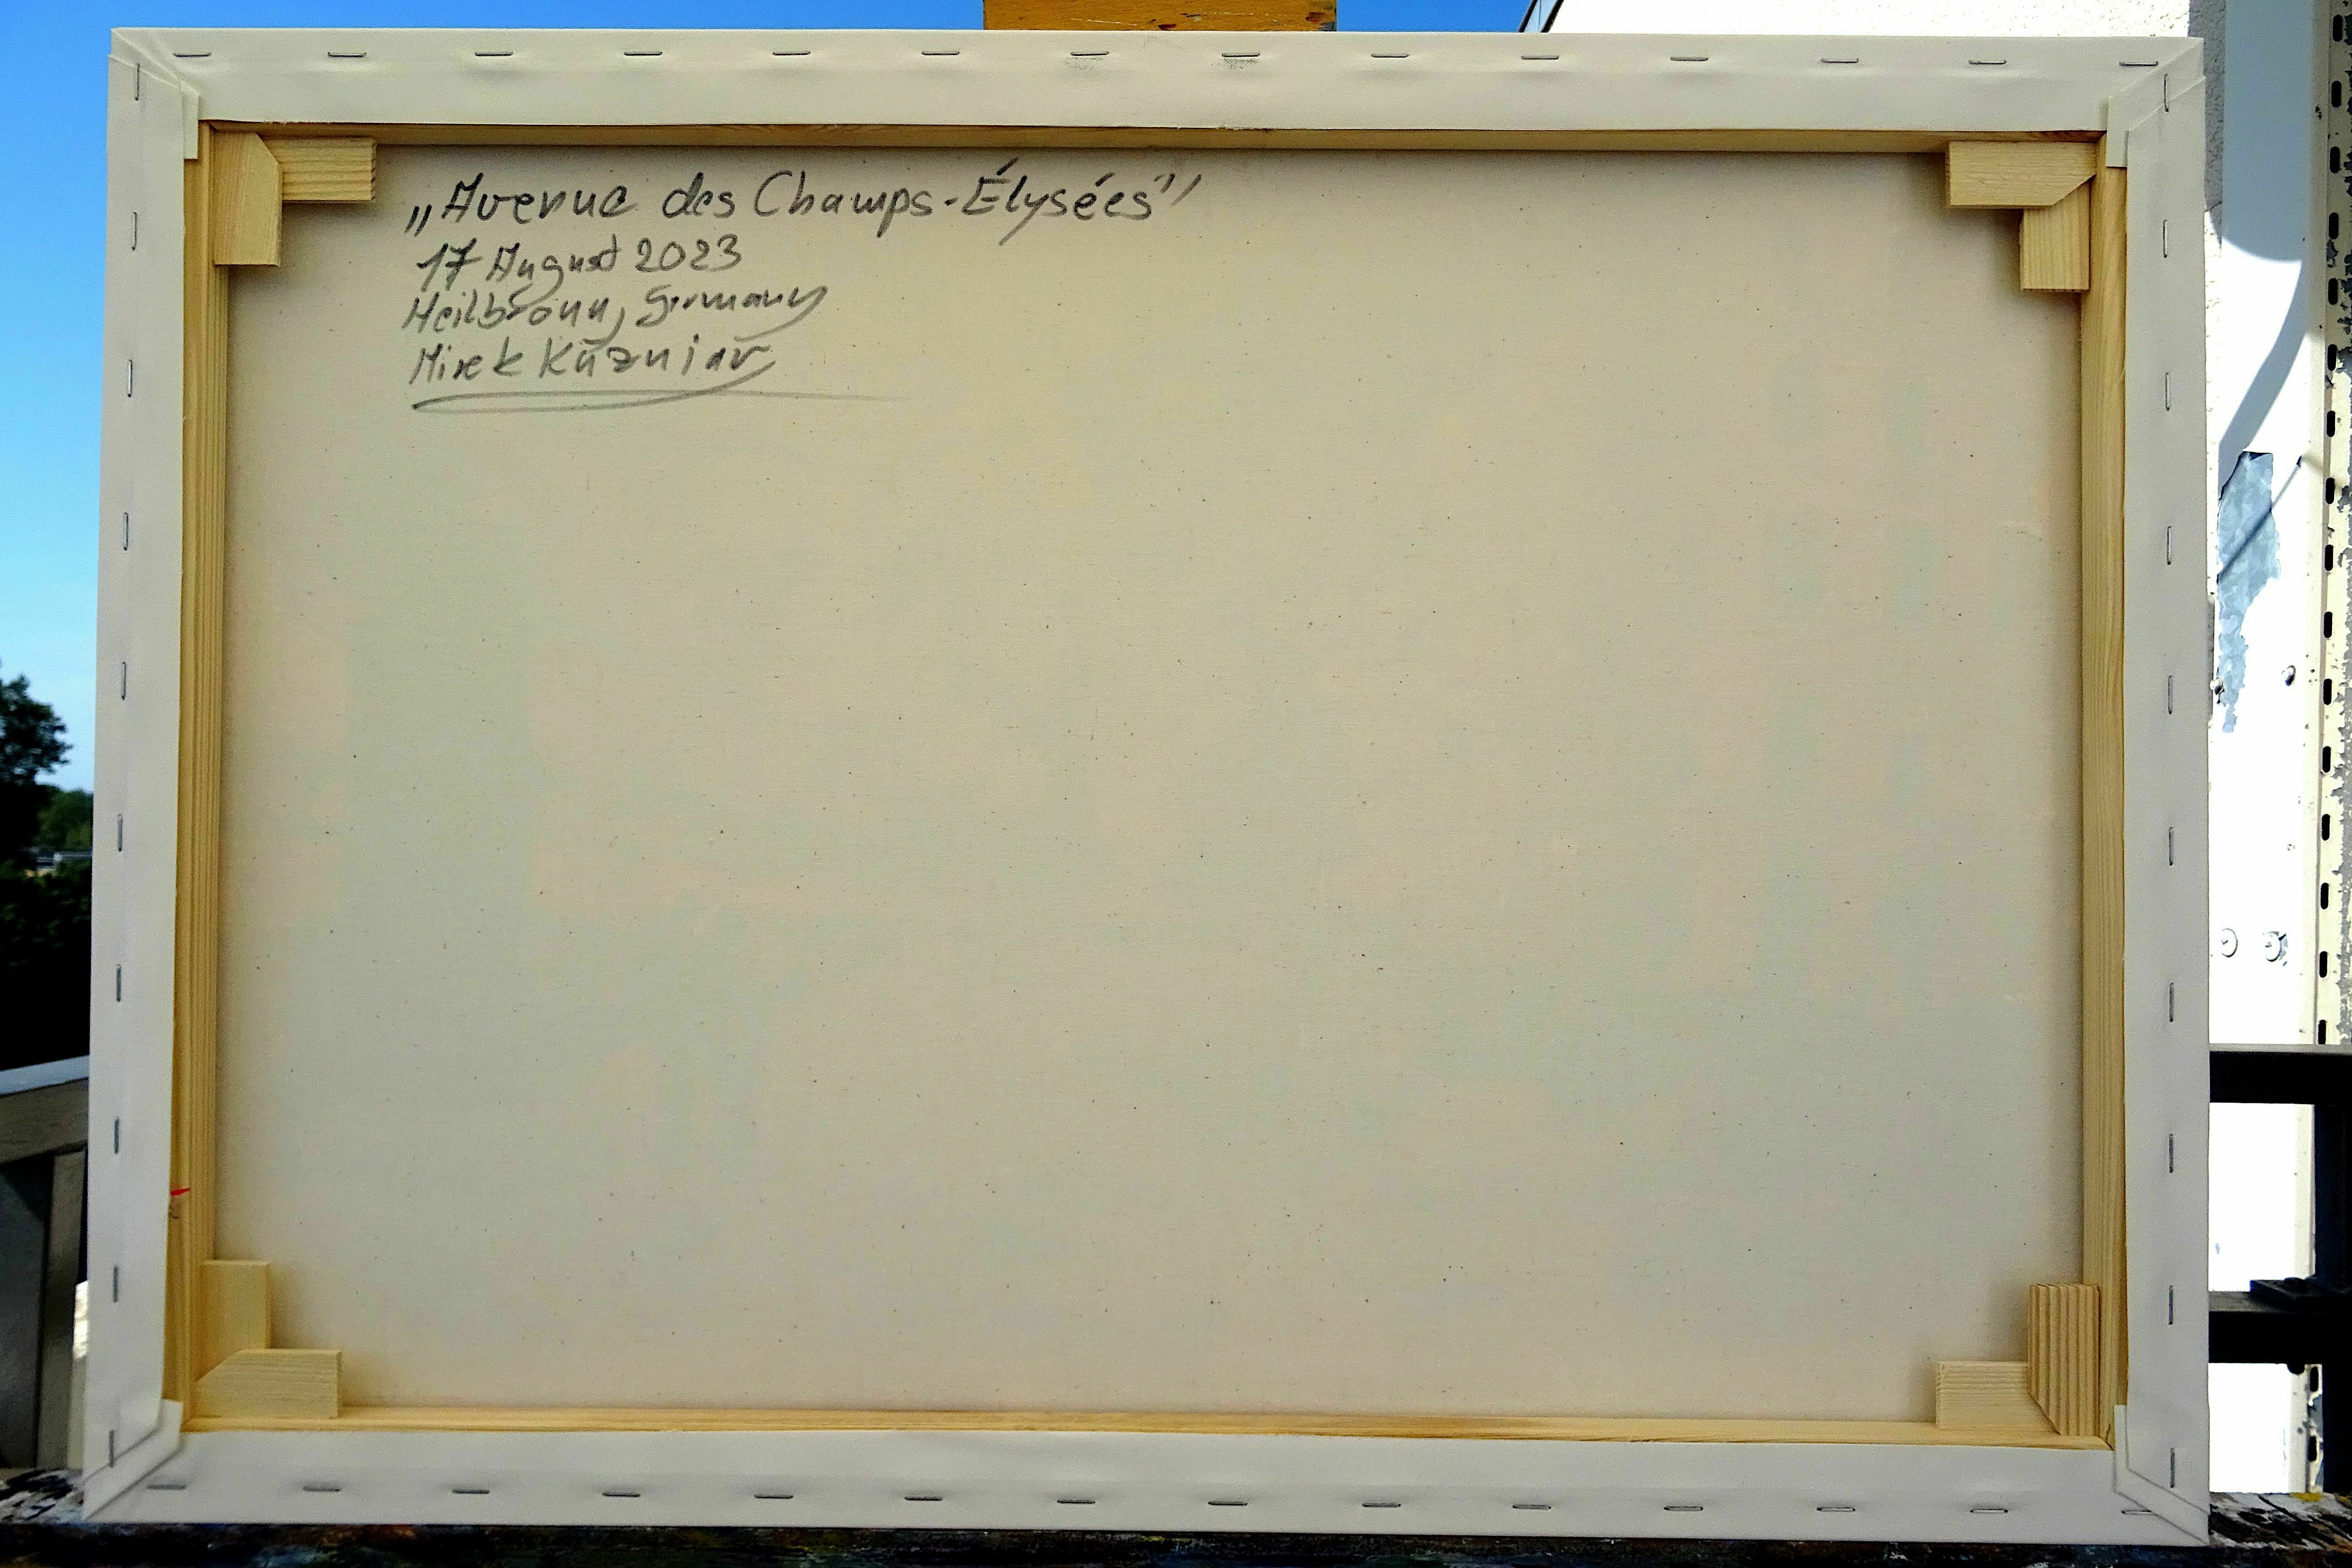 „Avenue des Champs-Élysées”
17 August 2023
Heilbronn, Germany
Mirek Kuzniar